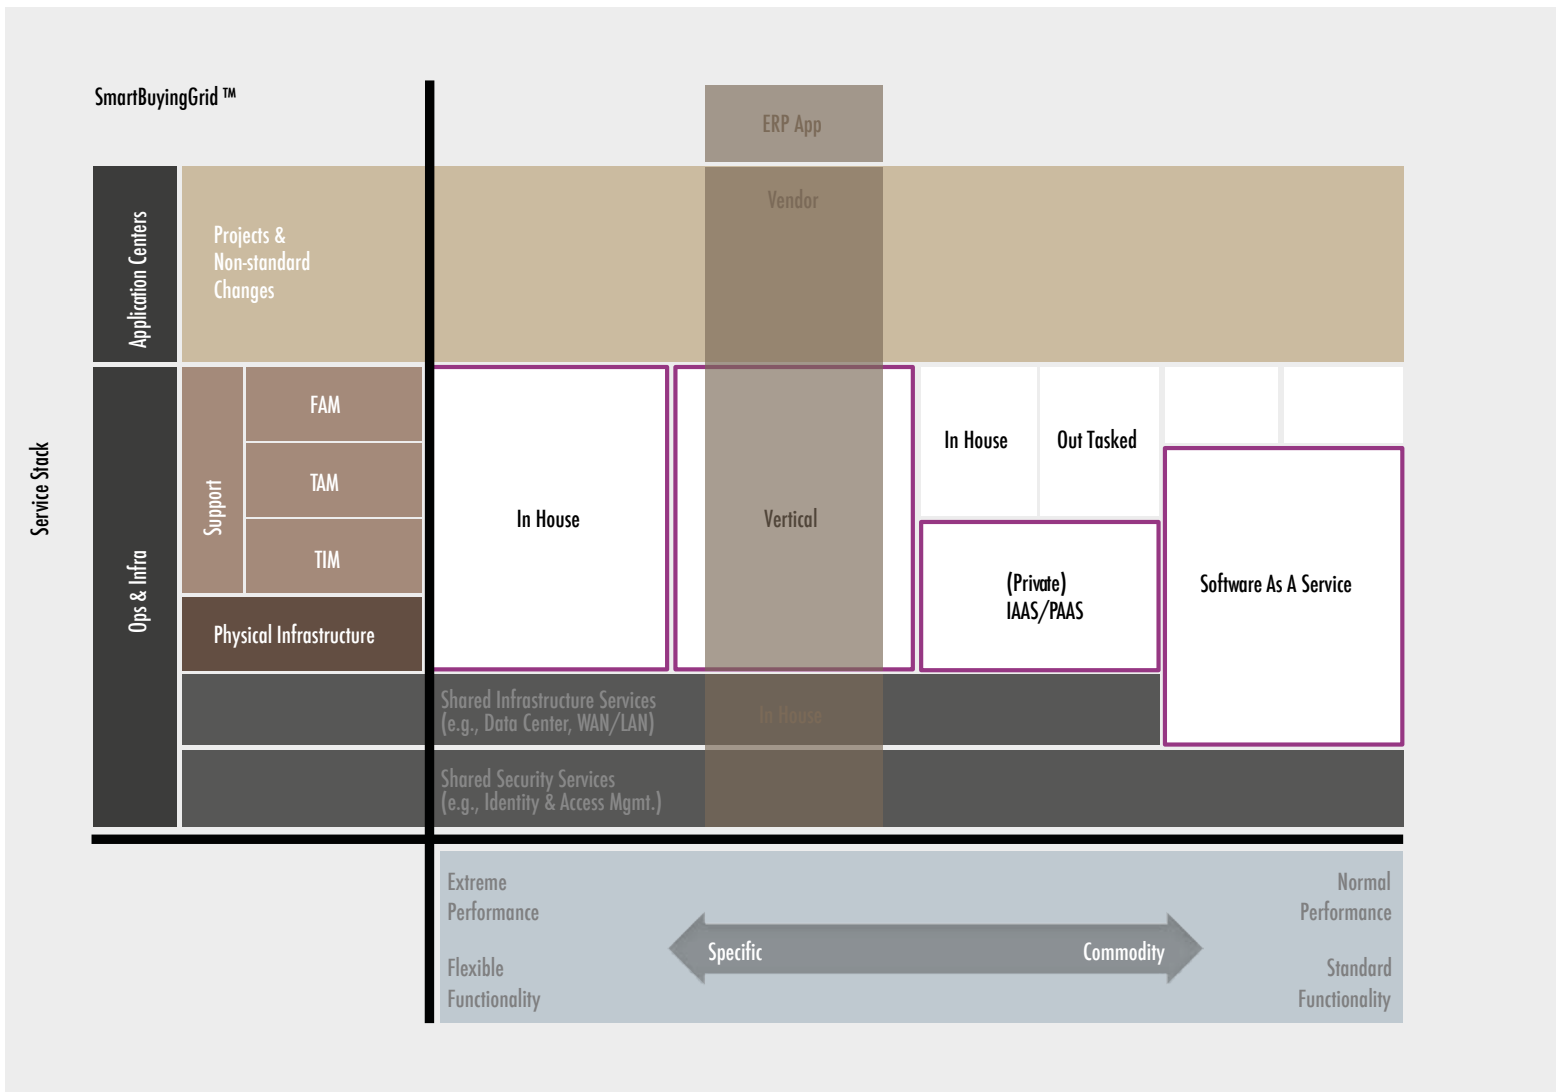 SmartBuyingGrid ™
ERP App
Vendor
Application Centers
Projects &
Non-standard
Changes
Service Stack
Ops & Infra
Support
FAM
TAM
TIM
Physical Infrastructure
In House
Vertical
In House
Out Tasked
(Private)
IAAS/PAAS
Software As A Service
Shared Infrastructure Services
(e.g., Data Center, WAN/LAN)
In House
Shared Security Services
(e.g., Identity & Access Mgmt.)
Extreme
Performance
Flexible
Functionality
Specific
Commodity
Normal
Performance
Standard
Functionality